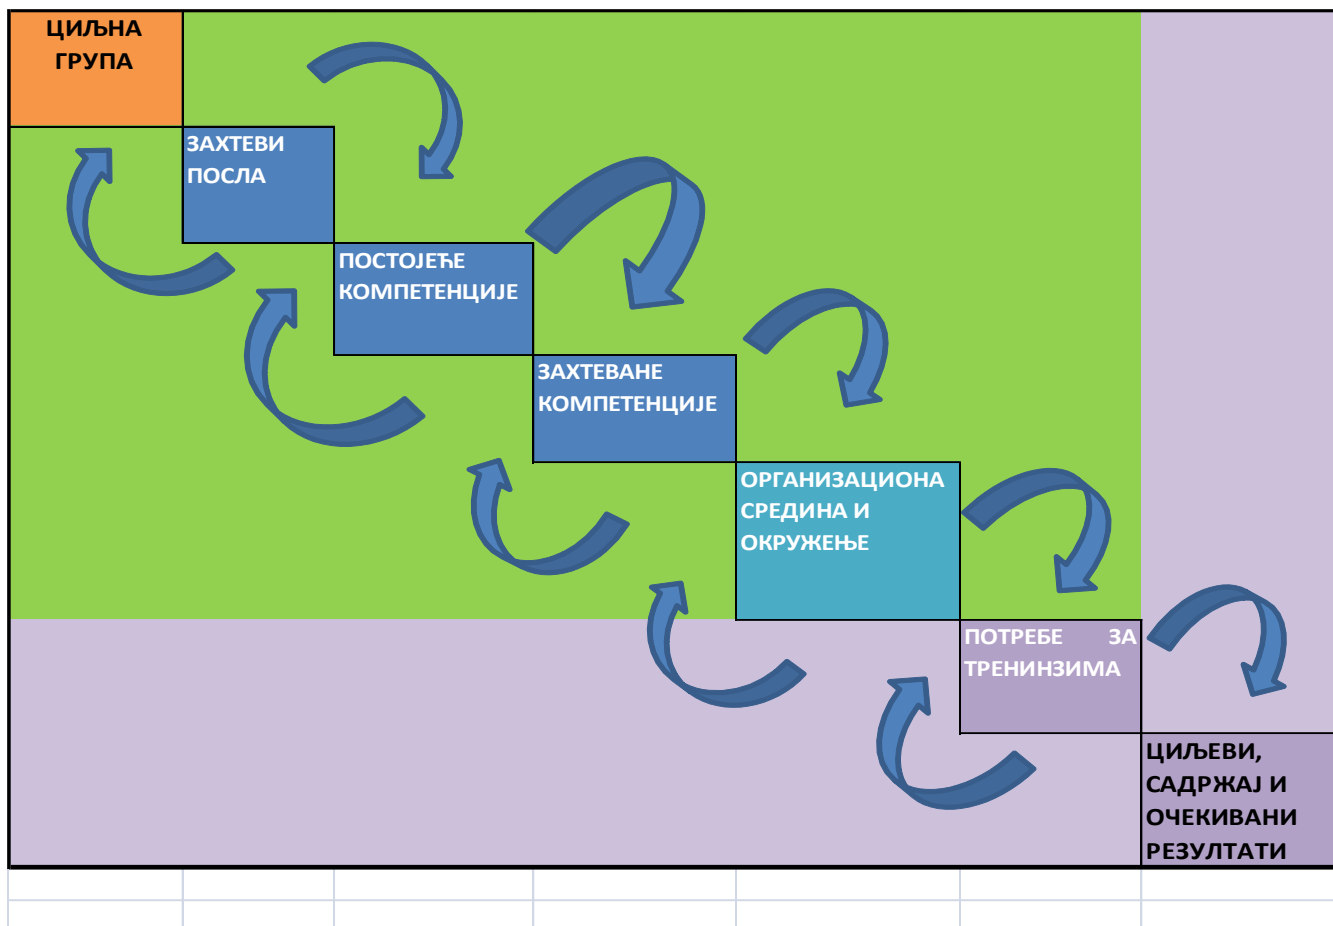 ЦИЉНА
ГРУПА
ЗАХТЕВИ
ПОСЛА
ПОСТОЈЕЋЕ
КОМПЕТЕНЦИЈЕ
ЗАХТЕВАНЕ
КОМПЕТЕНЦИЈЕ
ОРГАНИЗАЦИОНА
СРЕДИНА И
ОКРУЖЕЊЕ
ПОТРЕБЕ ЗА
ТРЕНИНЗИМА
ЦИЉЕВИ,
САДРЖАЈ И
ОЧЕКИВАНИ
РЕЗУЛТАТИ